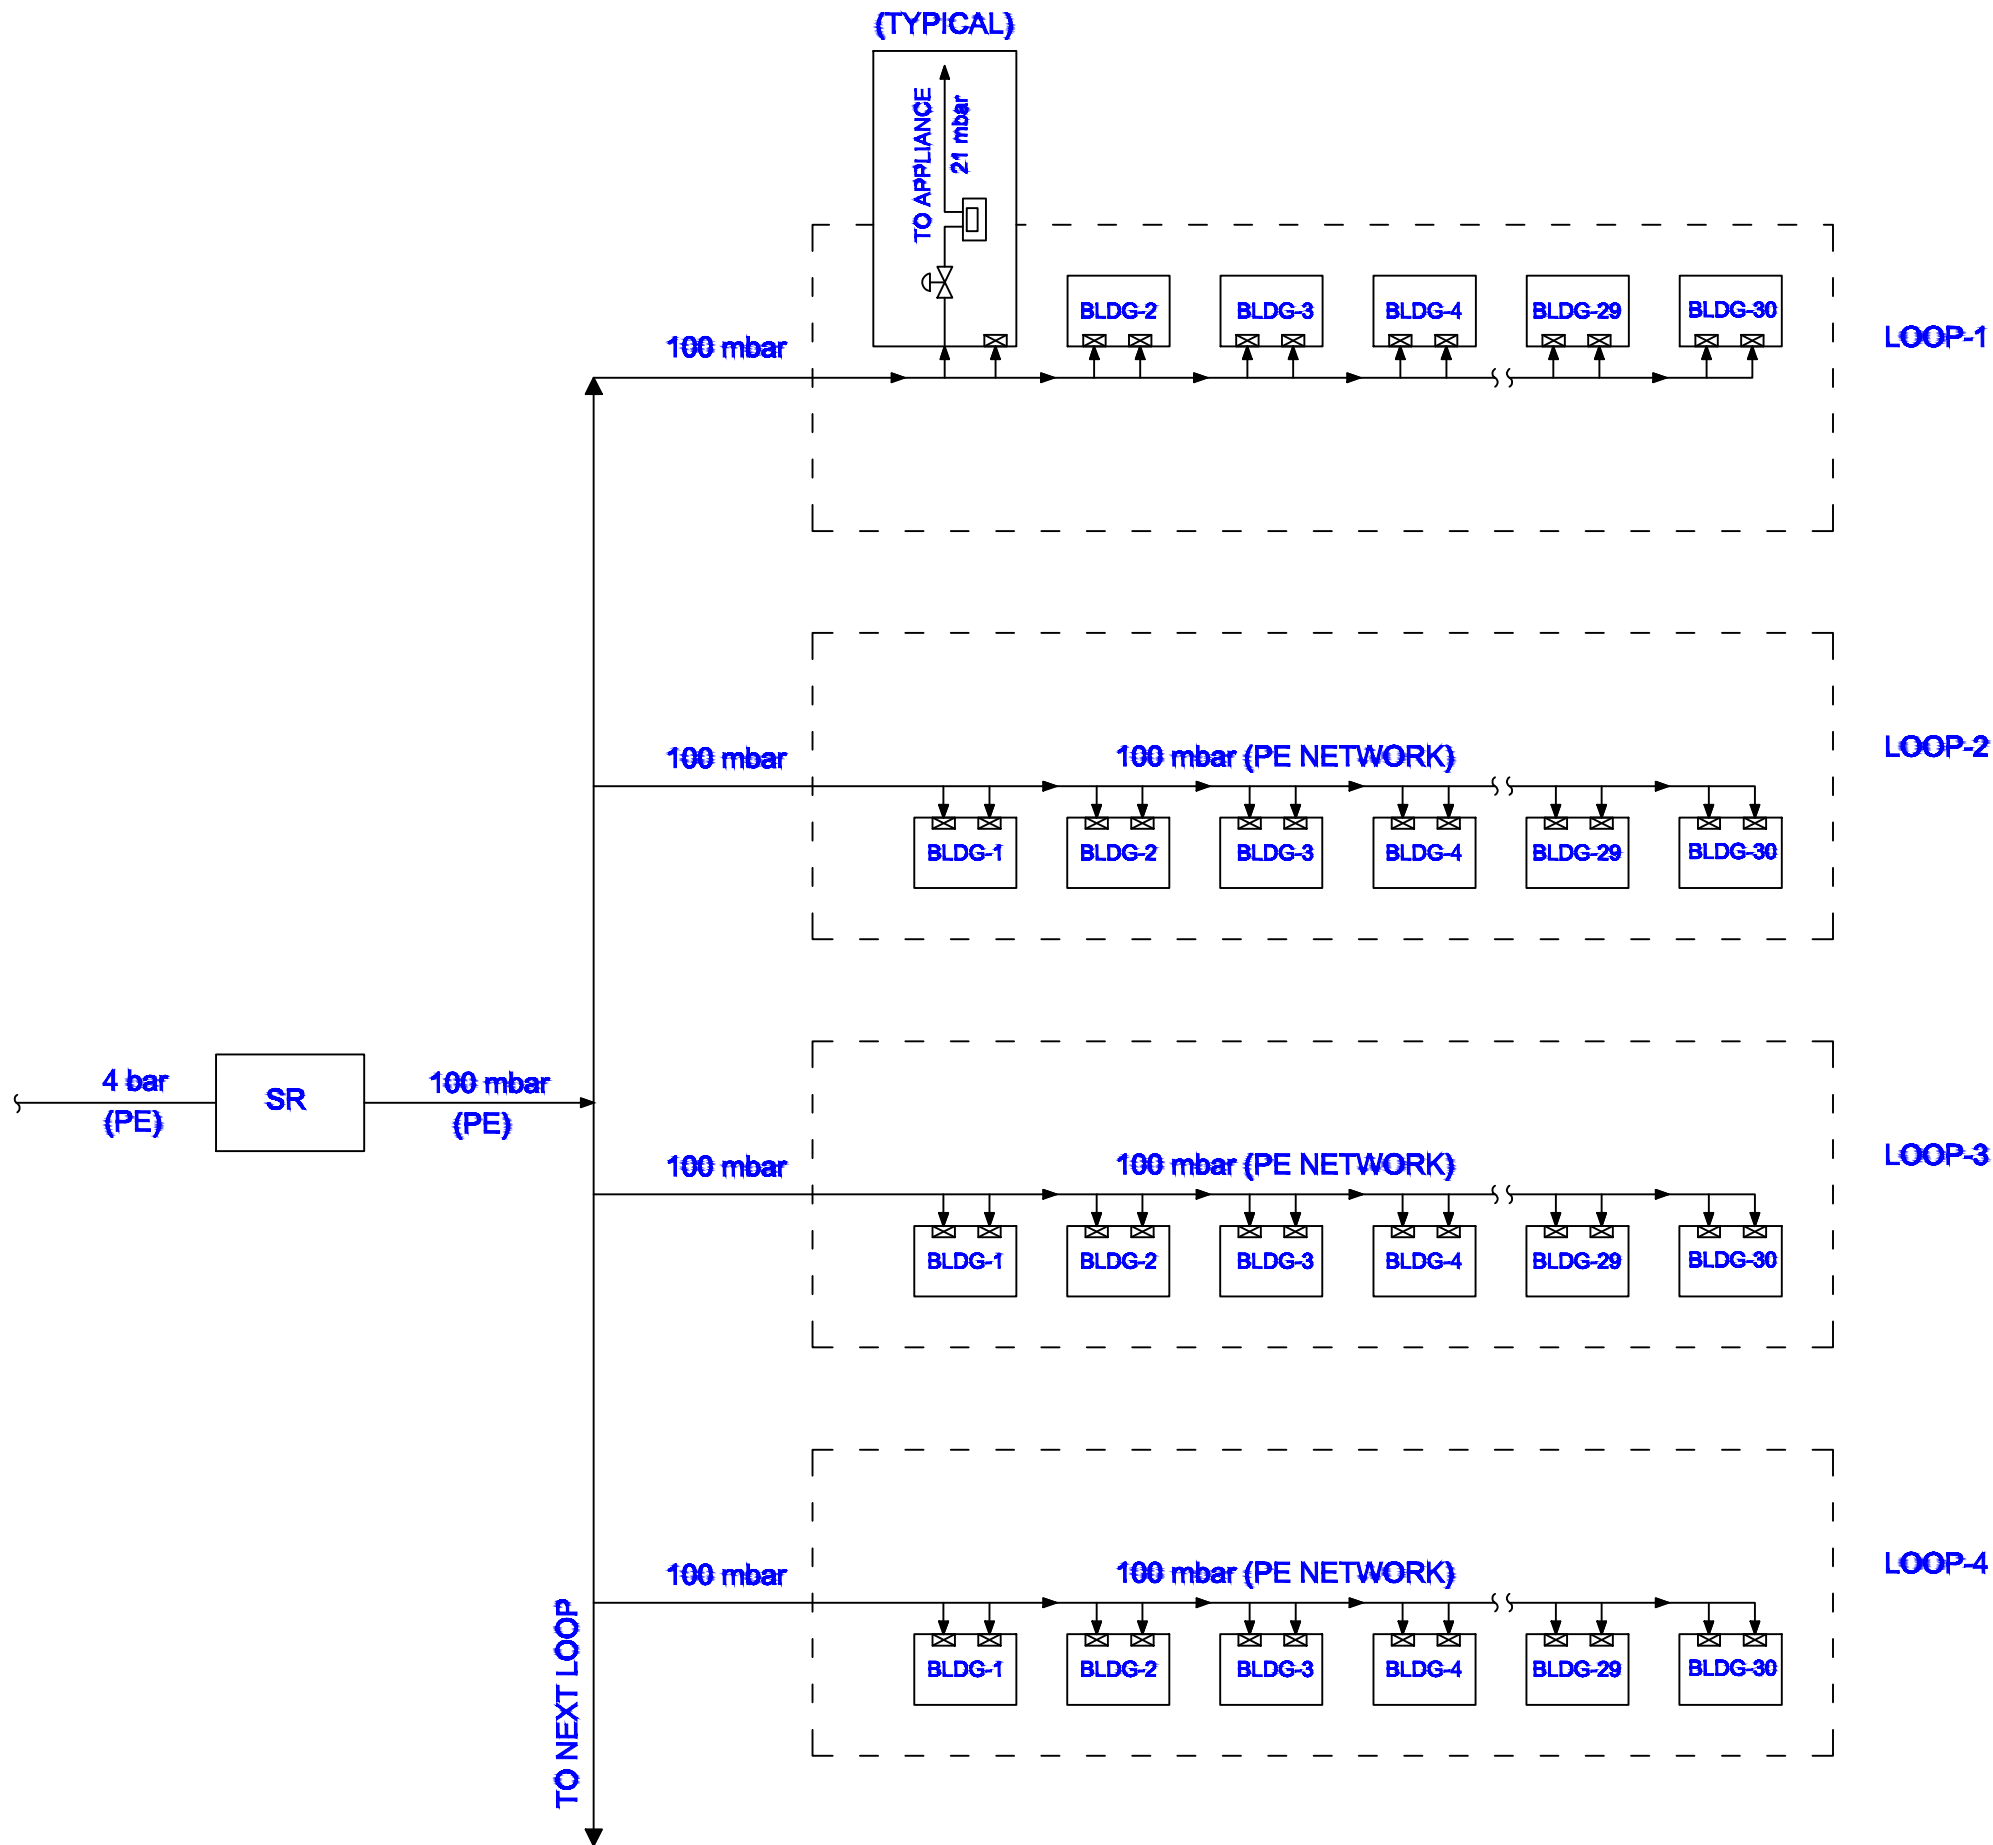 (TYPICAL)
TO APPLIANCE
21 mbar
BLDG-2
BLDG-3
BLDG-4
BLDG-29
BLDG-30
100 mbar
LOOP-1
100 mbar
100 mbar (PE NETWORK)
LOOP-2
BLDG-1
BLDG-2
BLDG-3
BLDG-4
BLDG-29
BLDG-30
4 bar
(PE)
SR
100 mbar
(PE)
100 mbar
100 mbar (PE NETWORK)
LOOP-3
BLDG-1
BLDG-2
BLDG-3
BLDG-4
BLDG-29
BLDG-30
100 mbar
100 mbar (PE NETWORK)
LOOP-4
BLDG-1
BLDG-2
BLDG-3
BLDG-4
BLDG-29
BLDG-30
TO NEXT LOOP